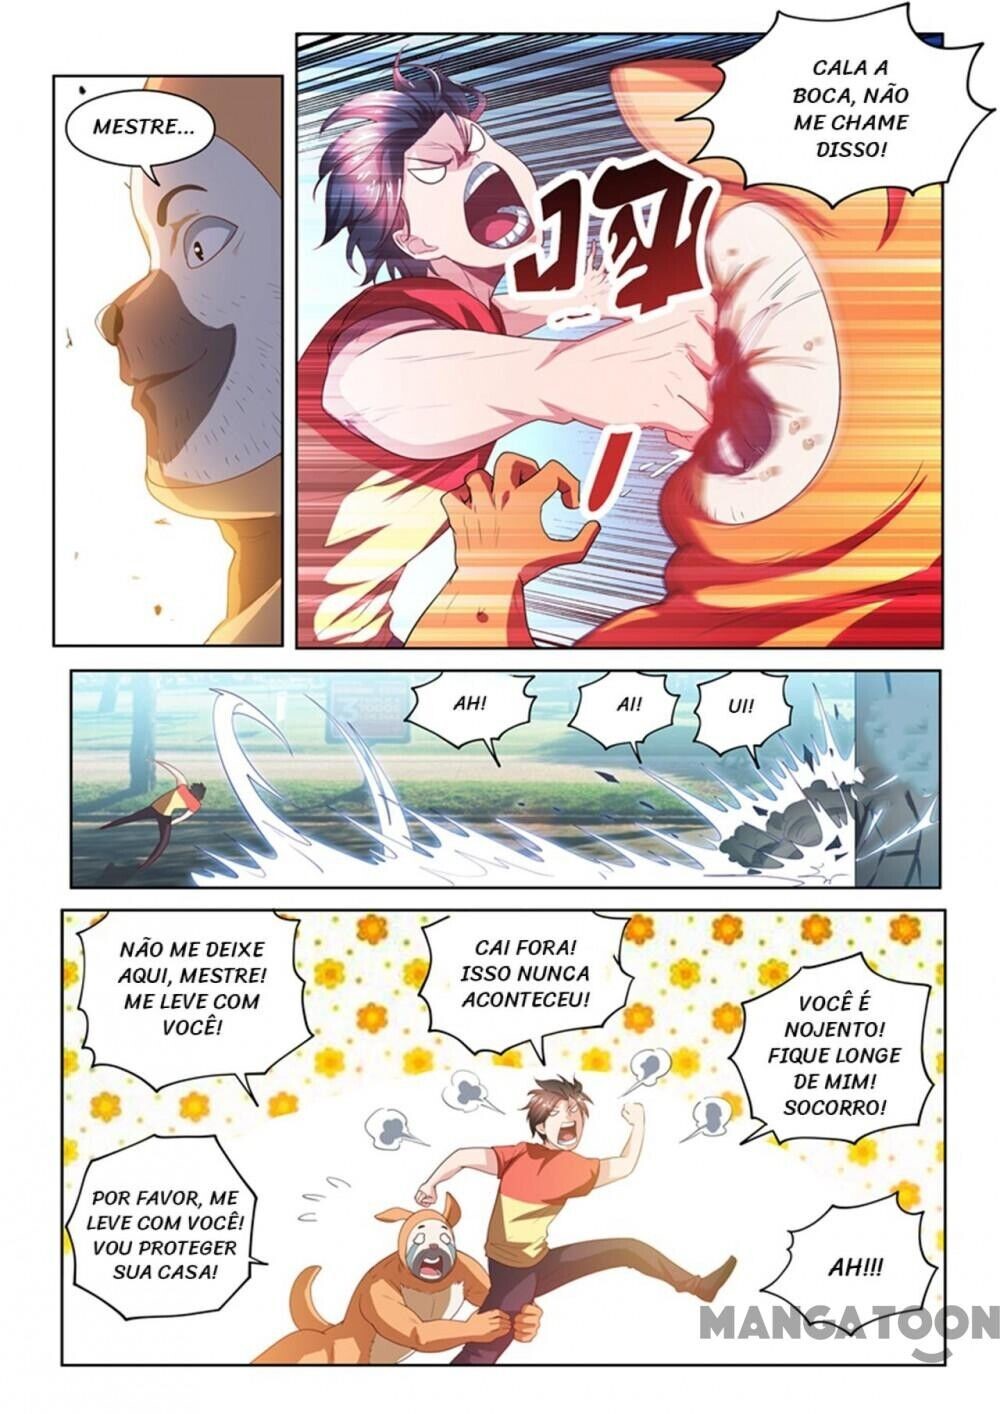 MESTRE...
CALA A
BOCA, NÃO
ME CHAME
DISSO!
AH!
AI!
UI!
NÃO ME DEIXE
AQUI, MESTRE!
ME LEVE COM
VOCÊ!
CAI FORA!
ISSO NUNCA
ACONTECEU!
VOCÊ É
NOJENTO!
FIQUE LONGE
DE MIM!
SOCORRO!
POR FAVOR, ME
LEVE COM VOCÊ!
VOU PROTEGER
SUA CASA!
AH!!!
MANGATOON